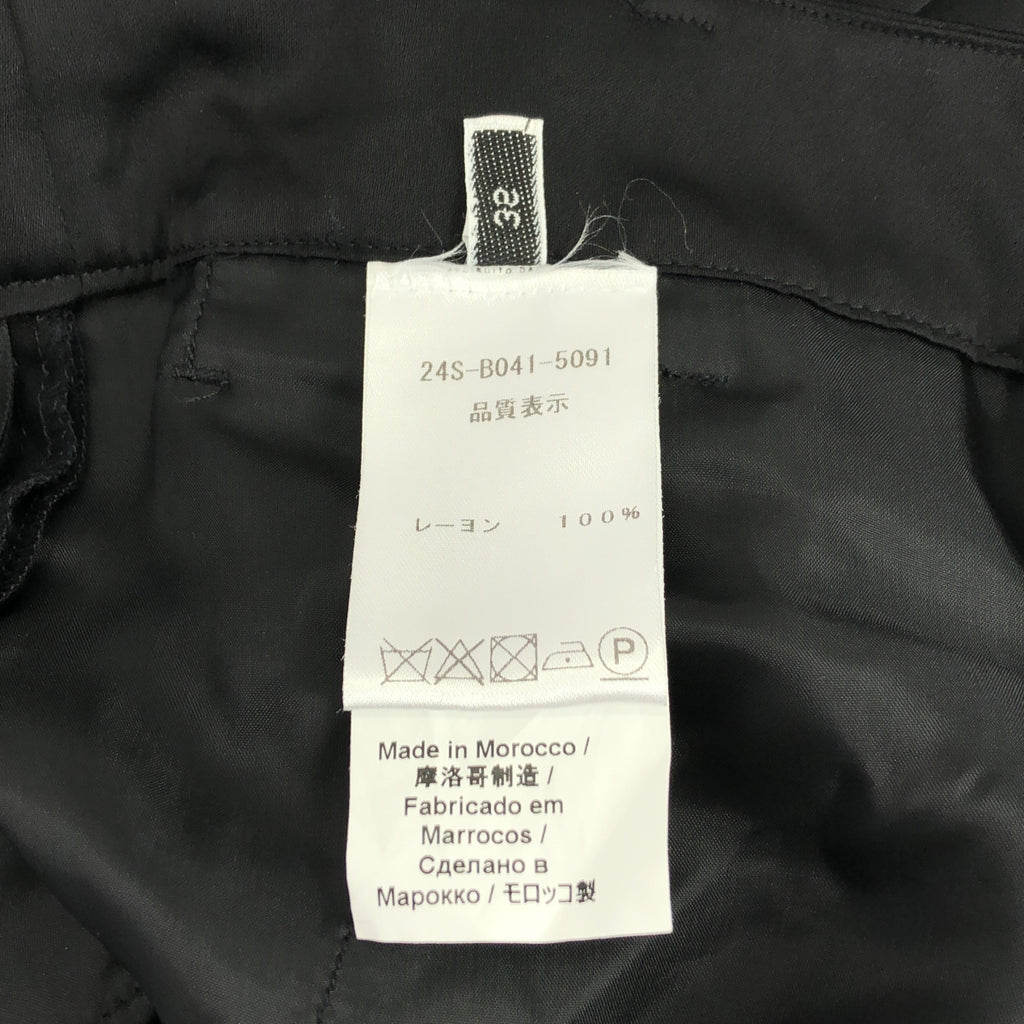 24S-B041-5091
品質表示
レーヨン 100%
P
Made in Morocco /
摩洛哥制造 /
Fabricado em
Marrocos /
Сделано в
Марокко / モロッコ製